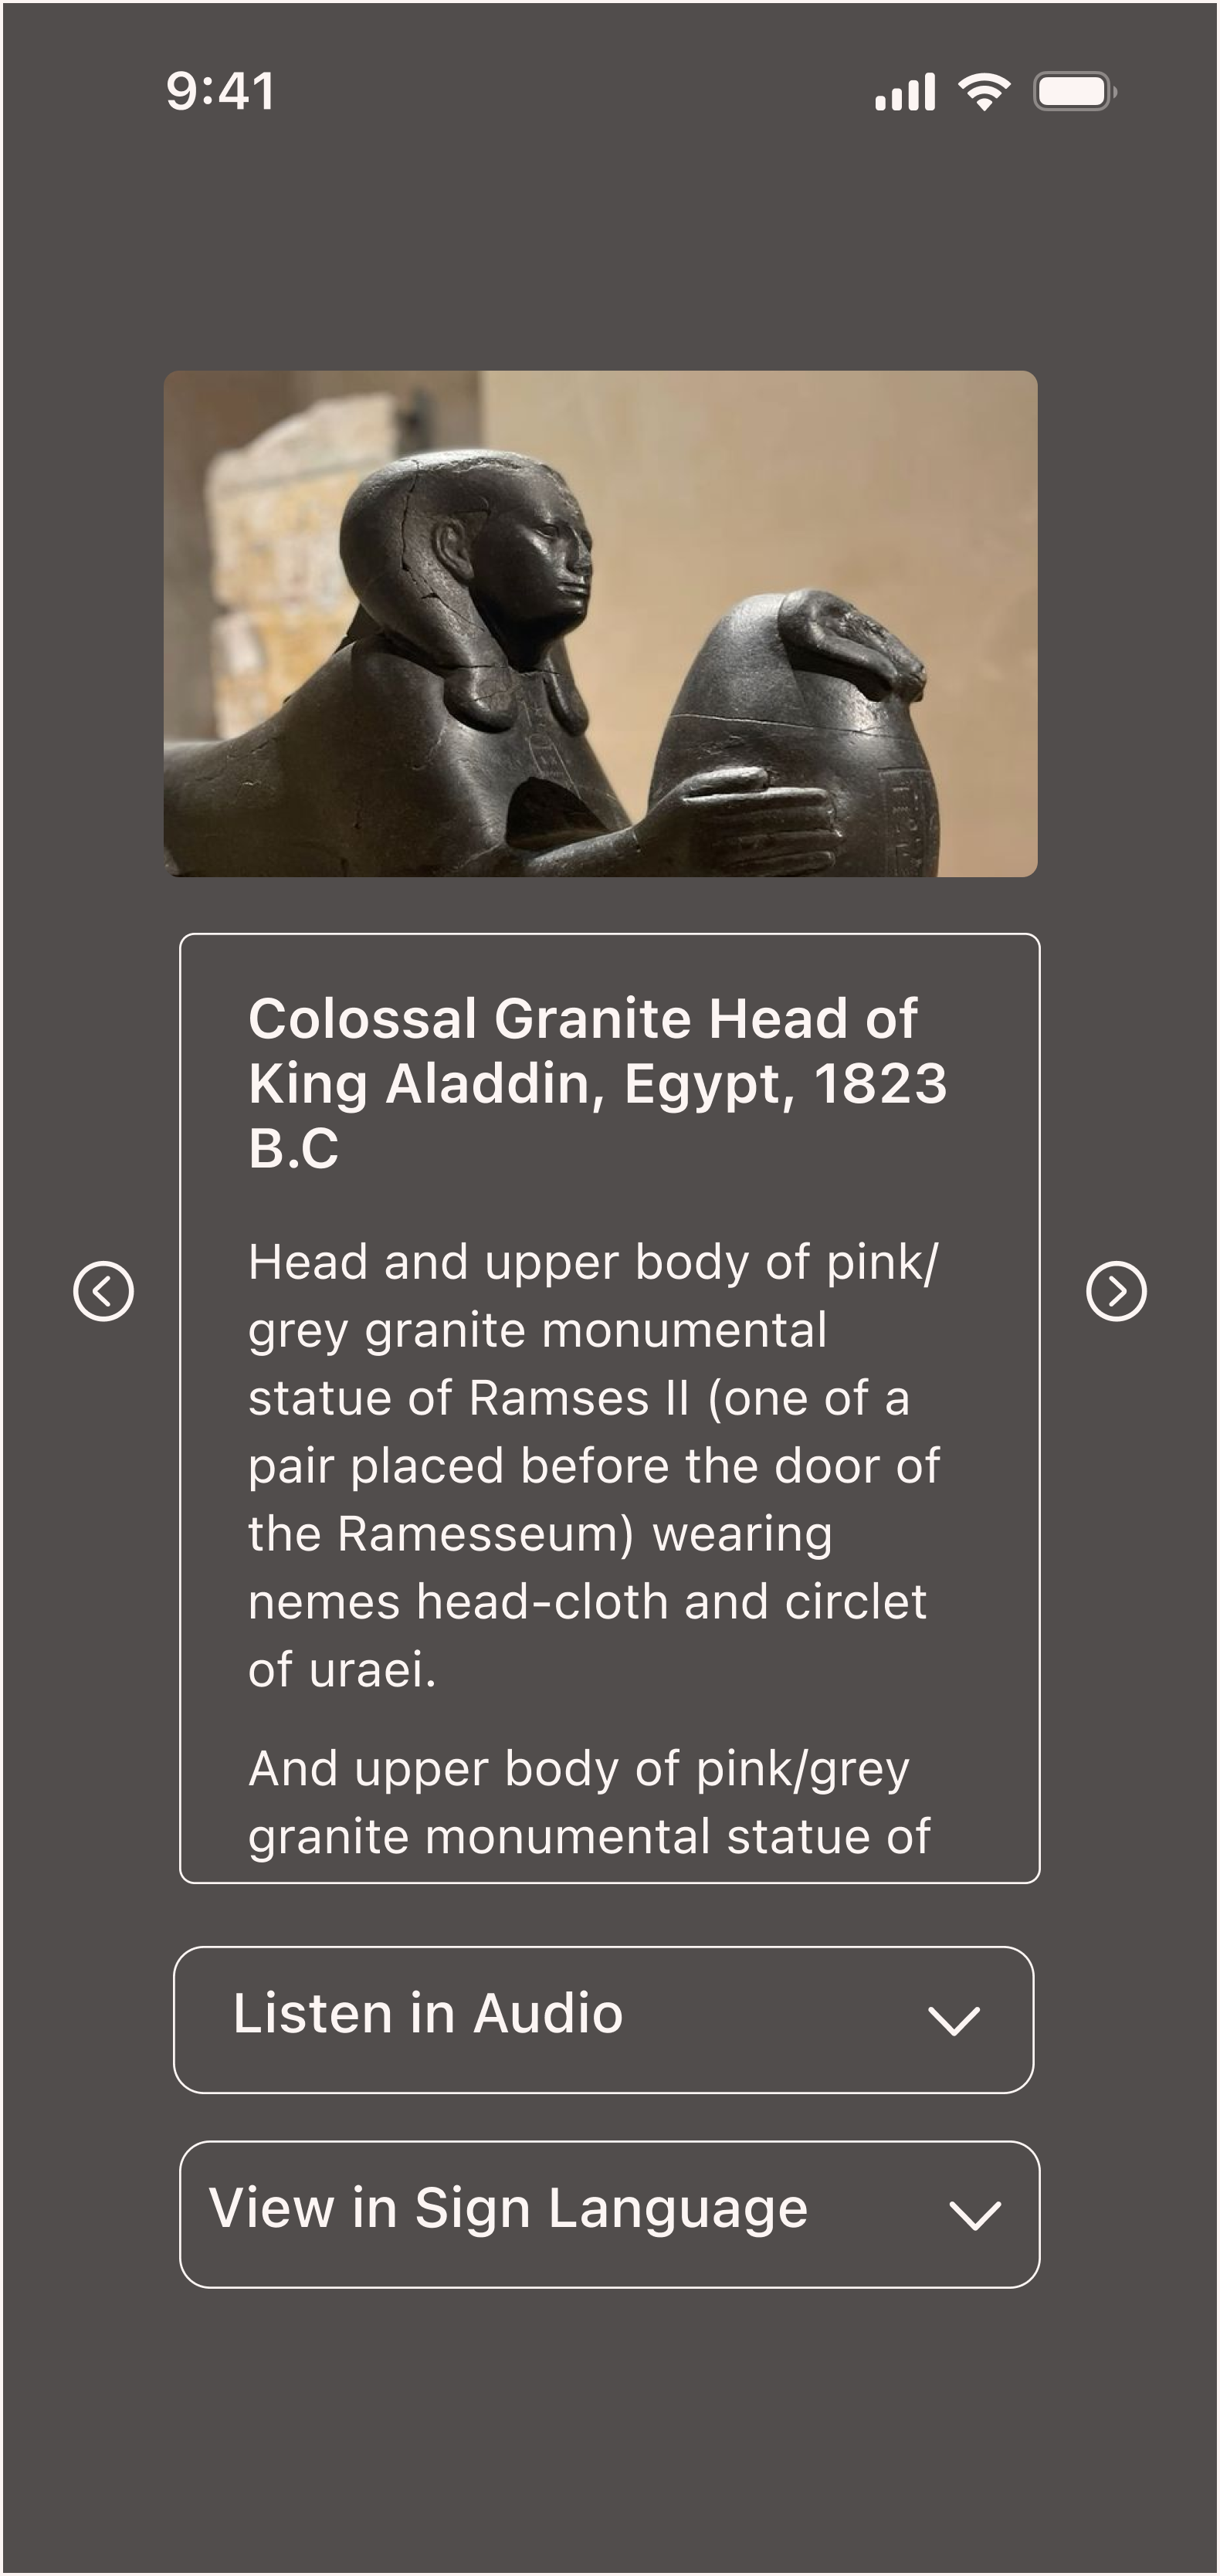 9:41
Colossal Granite Head of
King Aladdin, Egypt, 1823
B.C
Head and upper body of pink/
grey granite monumental
statue of Ramses II (one of a
pair placed before the door of
the Ramesseum) wearing
nemes head-cloth and circlet
of uraei.
And upper body of pink/grey
granite monumental statue of
Listen in Audio
View in Sign Language